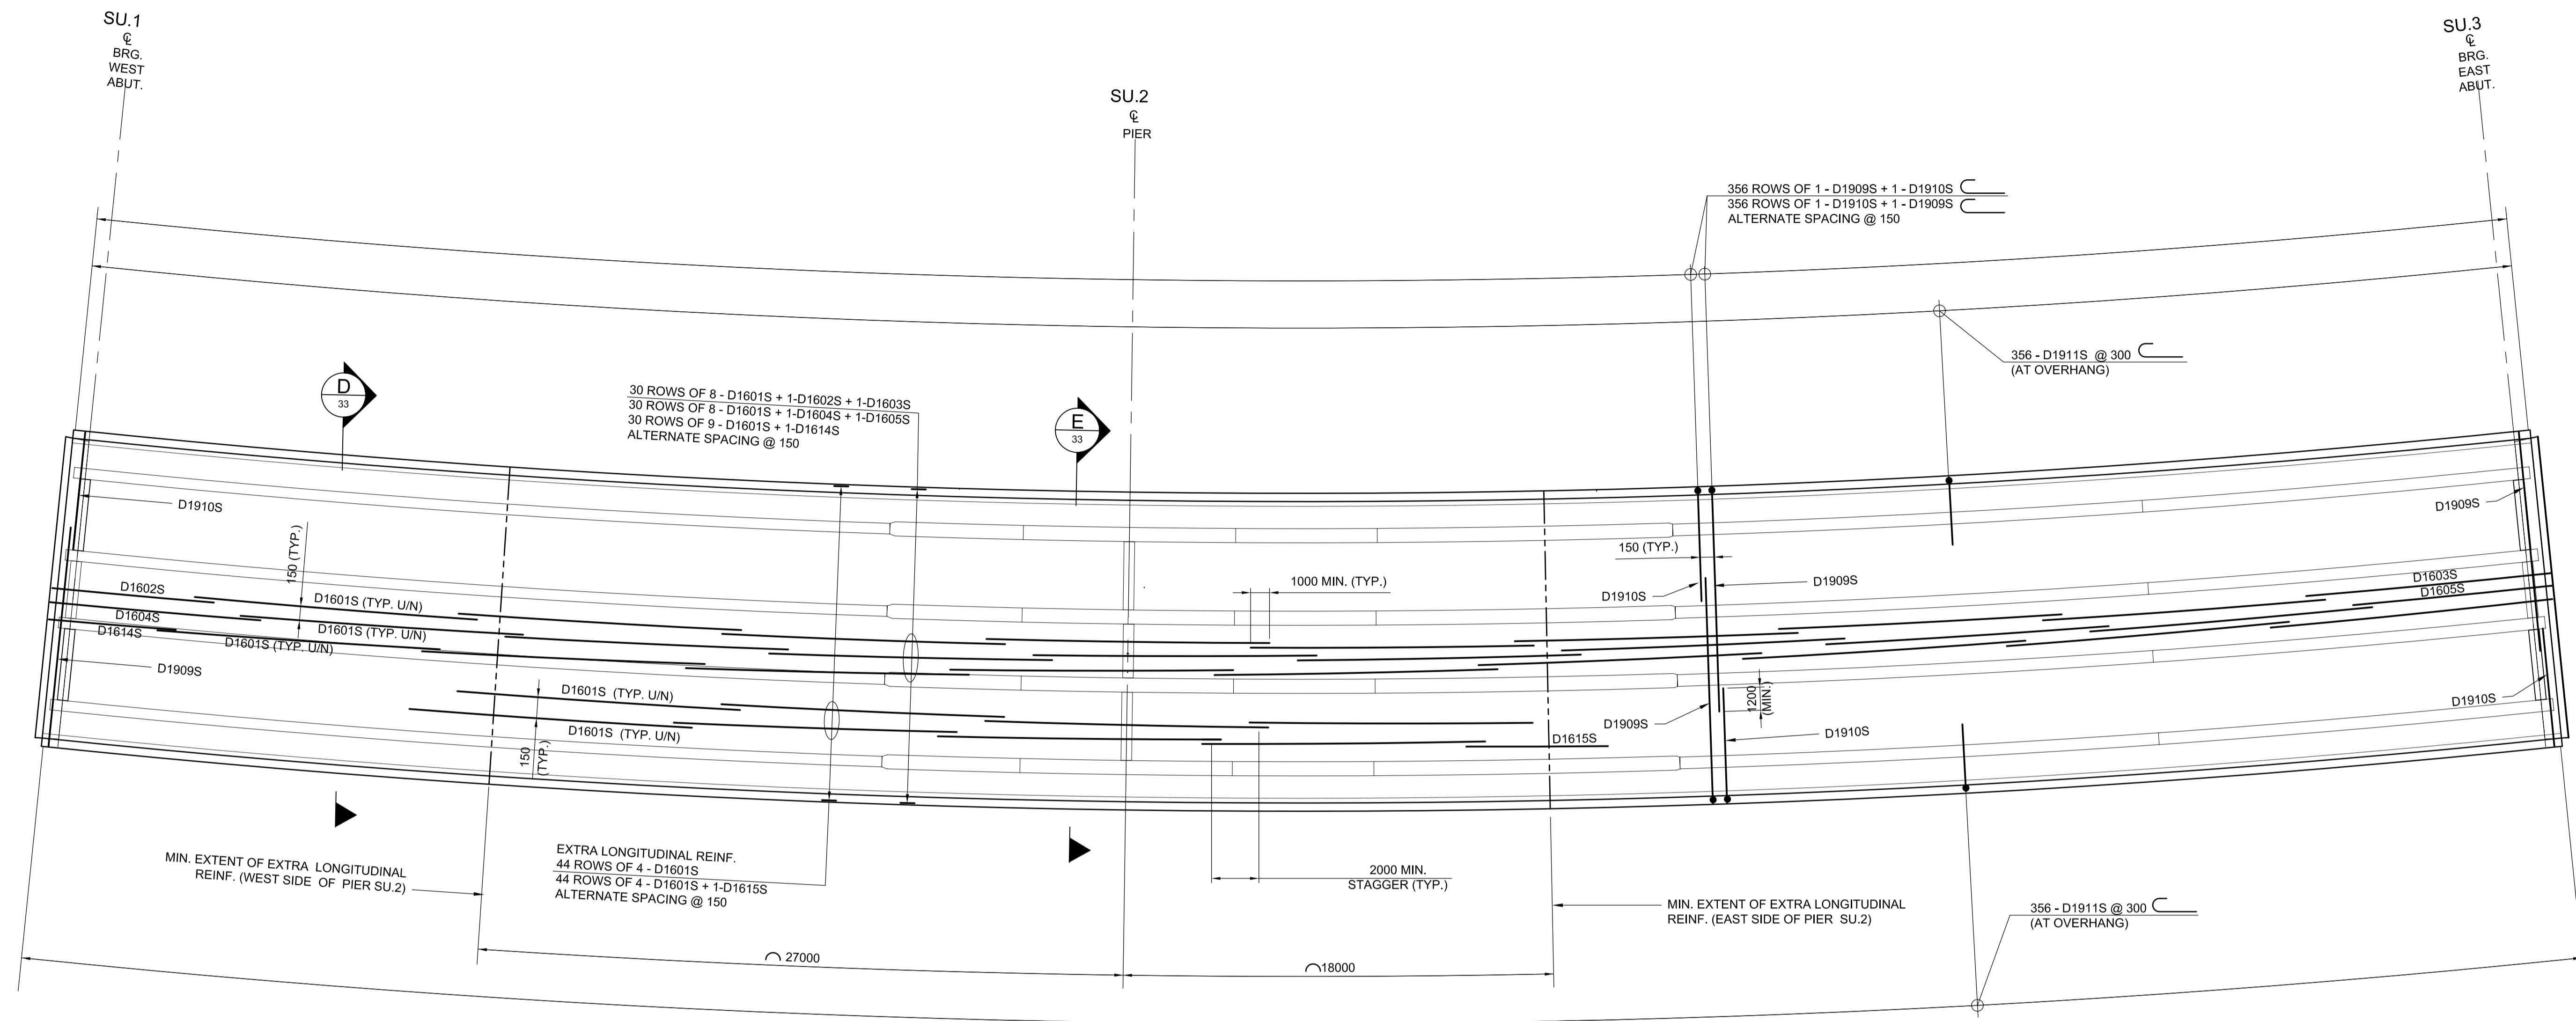 SU.1
℄
BRG.
WEST
ABUT.
SU.2
℄
PIER
SU.3
℄
BRG.
EAST
ABUT.
356 ROWS OF 1 - D1909S + 1 - D1910S
356 ROWS OF 1 - D1910S + 1 - D1909S
ALTERNATE SPACING @ 150
356 - D1911S @ 300
(AT OVERHANG)
D
33
30 ROWS OF 8 - D1601S + 1-D1602S + 1-D1603S
30 ROWS OF 8 - D1601S + 1-D1604S + 1-D1605S
30 ROWS OF 9 - D1601S + 1-D1614S
ALTERNATE SPACING @ 150
E
33
D1910S
150 (TYP.)
D1909S
150 (TYP.)
1000 MIN. (TYP.)
D1910S
D1909S
D1603S
D1605S
D1602S
D1601S (TYP. U/N)
D1604S
D1601S (TYP. U/N)
D1614S
D1601S (TYP. U/N)
D1909S
D1601S (TYP. U/N)
D1601S (TYP. U/N)
150
(TYP.)
D1615S
D1909S
1200
(MIN.)
D1910S
D1910S
MIN. EXTENT OF EXTRA LONGITUDINAL
REINF. (WEST SIDE OF PIER SU.2)
EXTRA LONGITUDINAL REINF.
44 ROWS OF 4 - D1601S
44 ROWS OF 4 - D1601S + 1-D1615S
ALTERNATE SPACING @ 150
2000 MIN.
STAGGER (TYP.)
MIN. EXTENT OF EXTRA LONGITUDINAL
REINF. (EAST SIDE OF PIER SU.2)
356 - D1911S @ 300
(AT OVERHANG)
27000
18000